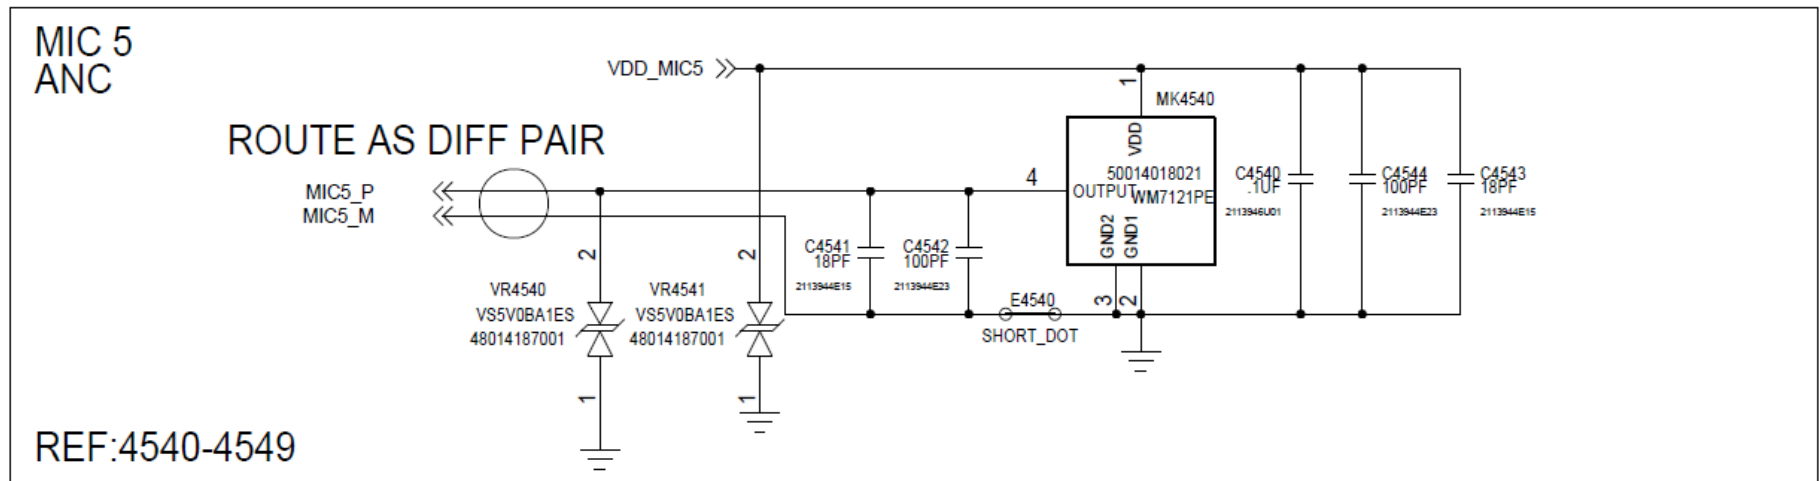 MIC 5
ANC
VDD_MIC5
1
MK4540
ROUTE AS DIFF PAIR
VDD
MIC5_P
MIC5_M
4
OUTPUT
50014018021
WM7121PE
GND2
GND1
C4540
.1UF
2113946U01
C4544
100PF
2113944E23
C4543
18PF
2113944E15
2
2
C4541
18PF
2113944E15
C4542
100PF
2113944E23
VR4540
VS5V0BA1ES
48014187001
VR4541
VS5V0BA1ES
48014187001
E4540
SHORT_DOT
3
2
1
1
REF:4540-4549